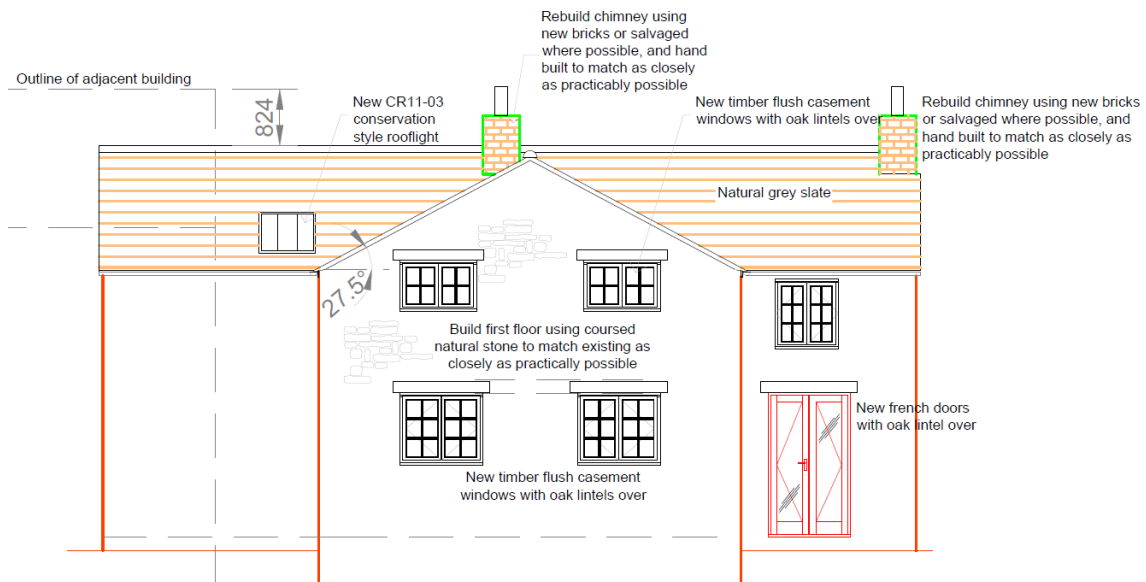 Rebuild chimney using
new bricks or salvaged
where possible, and hand
built to match as closely
as practicably possible
Outline of adjacent building
824
New CR11-03
conservation
style rooflight
New timber flush casement
windows with oak lintels over
Rebuild chimney using new bricks
or salvaged where possible, and
hand built to match as closely as
practicably possible
Natural grey slate
27.5°
Build first floor using coursed
natural stone to match existing as
closely as practically possible
New french doors
with oak lintel over
New timber flush casement
windows with oak lintels over